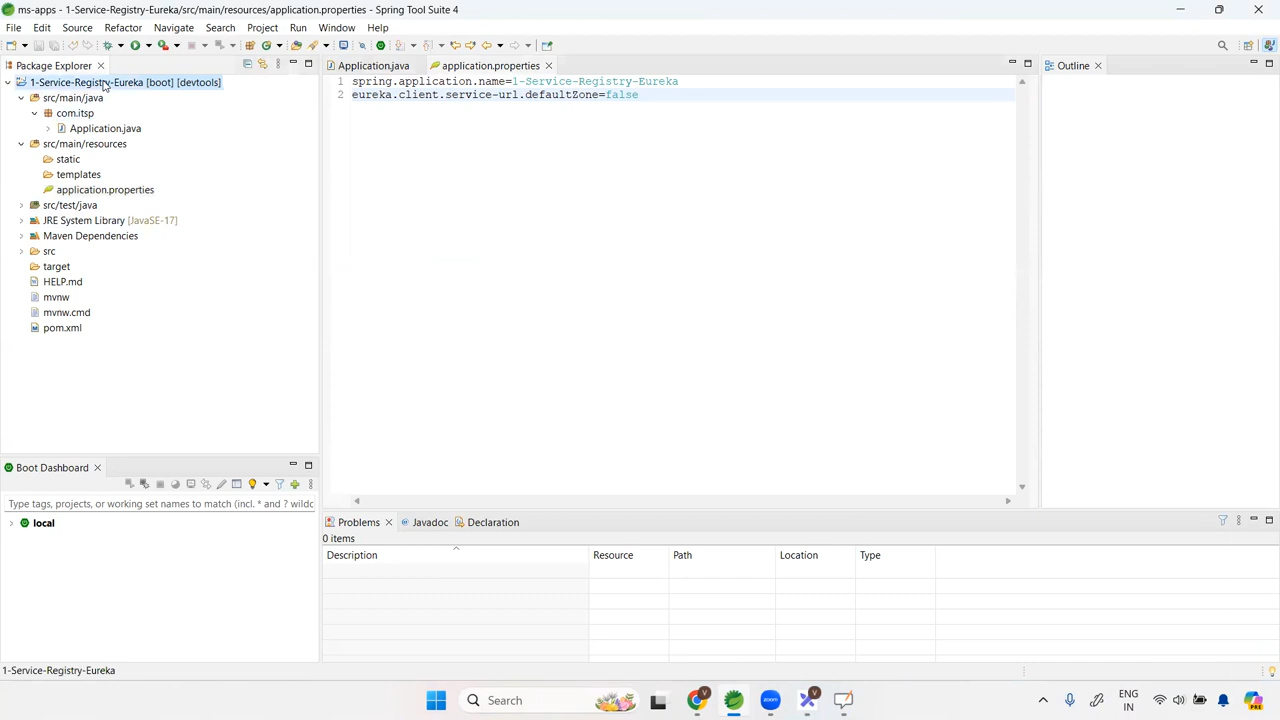 ms-apps - 1-Service-Registry-Eureka/src/main/resources/application.properties - Spring Tool Suite 4
File Edit Source Refactor Navigate Search Project Run Window Help
Package Explorer
1-Service-Registry-Eureka [boot] [devtools]
src/main/java
com.itsp
Application.java
src/main/resources
static
templates
application.properties
src/test/java
JRE System Library [JavaSE-17]
Maven Dependencies
src
target
HELP.md
mvnw
mvnw.cmd
pom.xml
Application.java application.properties
1 spring.application.name=1-Service-Registry-Eureka
2 eureka.client.service-url.defaultZone=false
Outline
Boot Dashboard
Type tags, projects, or working set names to match (incl. * and ? wildc
local
Problems Javadoc Declaration
0 items
Description Resource Path Location Type
1-Service-Registry-Eureka
Search
zoom
V
V
ENG
IN
PRE